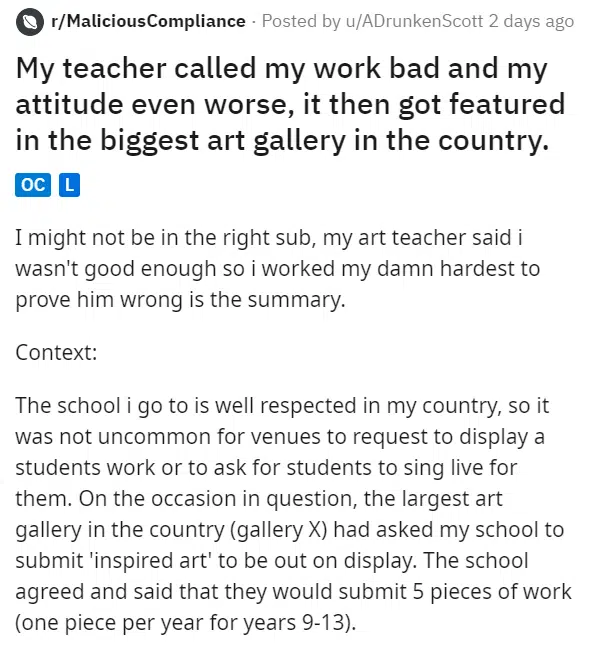 r/MaliciousCompliance · Posted by u/ADrunkenScott 2 days ago
My teacher called my work bad and my
attitude even worse, it then got featured
in the biggest art gallery in the country.
OC L
I might not be in the right sub, my art teacher said i
wasn't good enough so i worked my damn hardest to
prove him wrong is the summary.
Context:
The school i go to is well respected in my country, so it
was not uncommon for venues to request to display a
students work or to ask for students to sing live for
them. On the occasion in question, the largest art
gallery in the country (gallery X) had asked my school to
submit 'inspired art' to be out on display. The school
agreed and said that they would submit 5 pieces of work
(one piece per year for years 9-13).